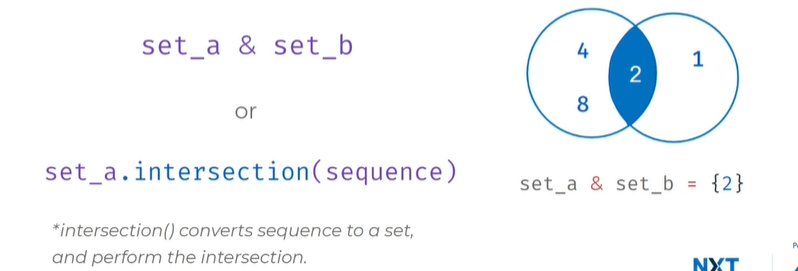 set_a & set_b
or
set_a.intersection(sequence)
*intersection() converts sequence to a set,
and perform the intersection.
4
8
2
1
set_a & set_b = {2}
NXT